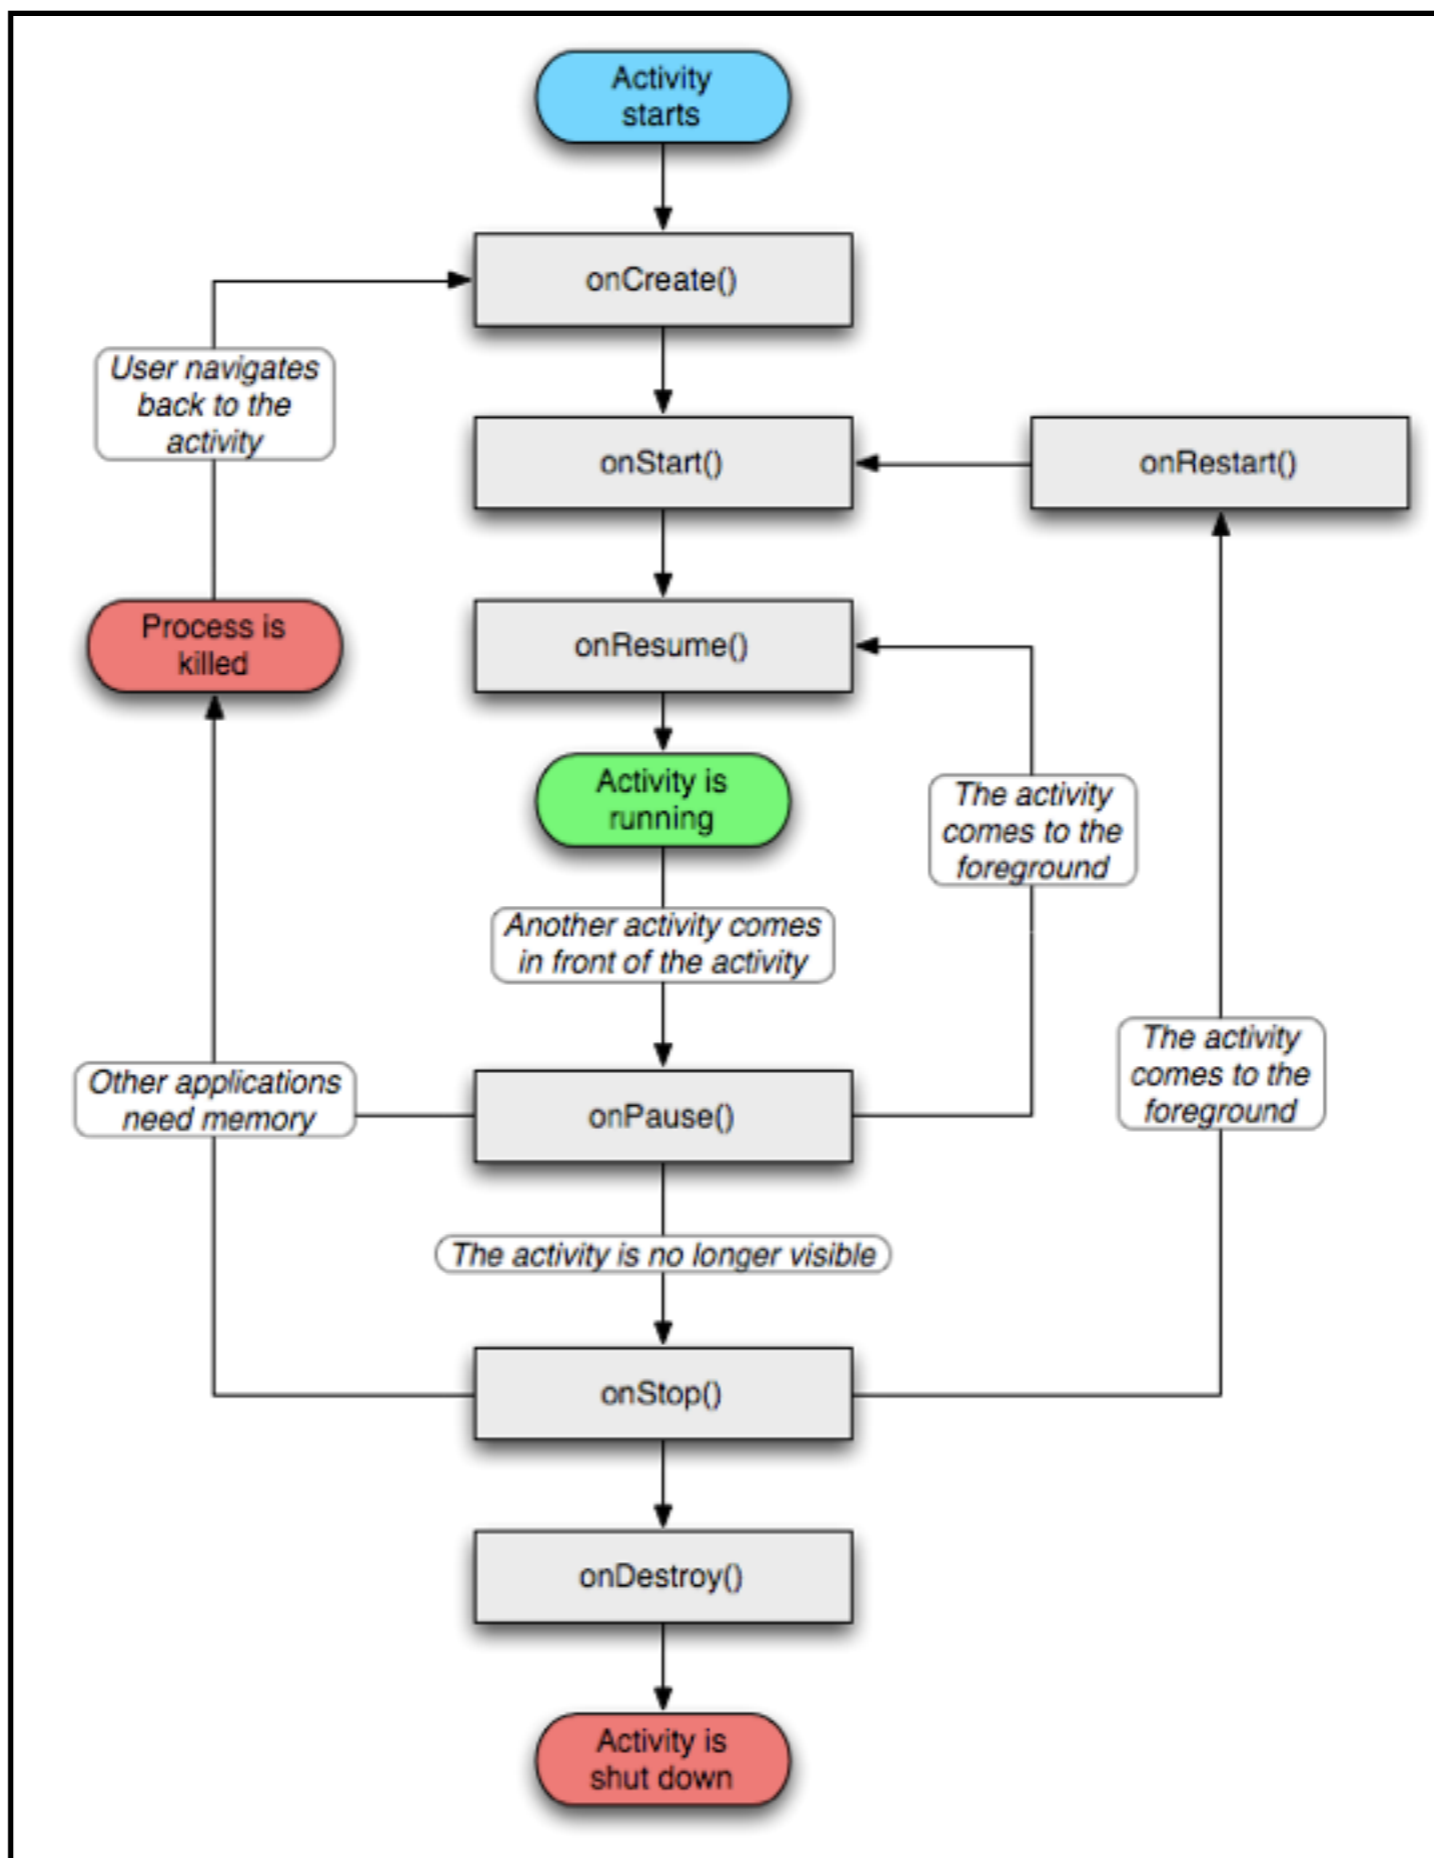 Activity
starts
onCreate()
User navigates
back to the
activity
onStart()
onRestart()
Process is
killed
onResume()
Activity is
running
The activity
comes to the
foreground
Another activity comes
in front of the activity
The activity
comes to the
foreground
Other applications
need memory
onPause()
The activity is no longer visible
onStop()
onDestroy()
Activity is
shut down